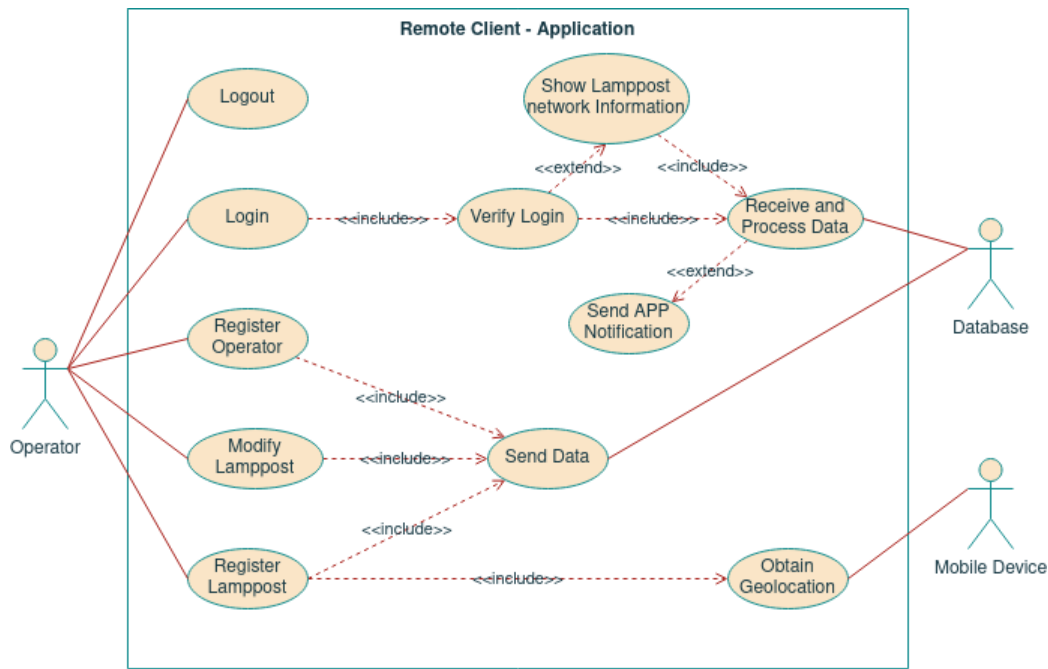 Remote Client - Application
Logout
Show Lamppost
network Information
<<extend>>
<<include>>
Login
<<include>>
Verify Login
<<include>>
Receive and
Process Data
<<extend>>
Send APP
Notification
Database
Register
Operator
<<include>>
Operator
Modify
Lamppost
<<include>>
Send Data
<<include>>
Register
Lamppost
<<include>>
Obtain
Geolocation
Mobile Device